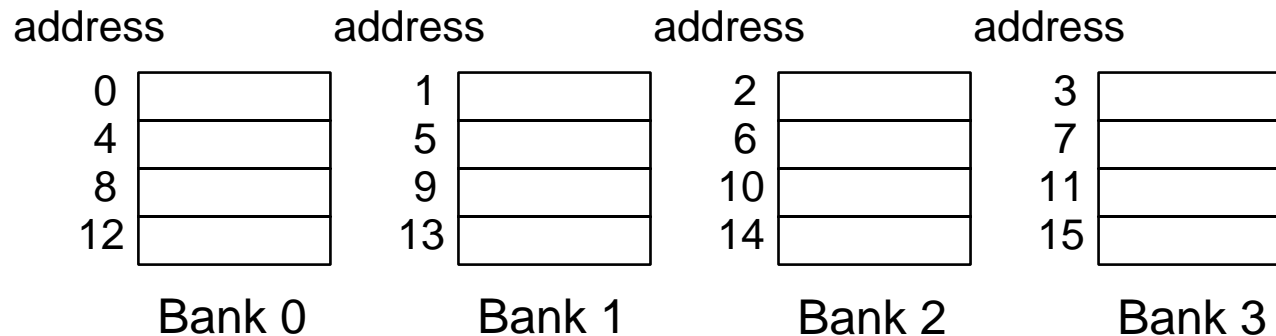 address address address address
0 1 2 3
4 5 6 7
8 9 10 11
12 13 14 15
Bank 0 Bank 1 Bank 2 Bank 3